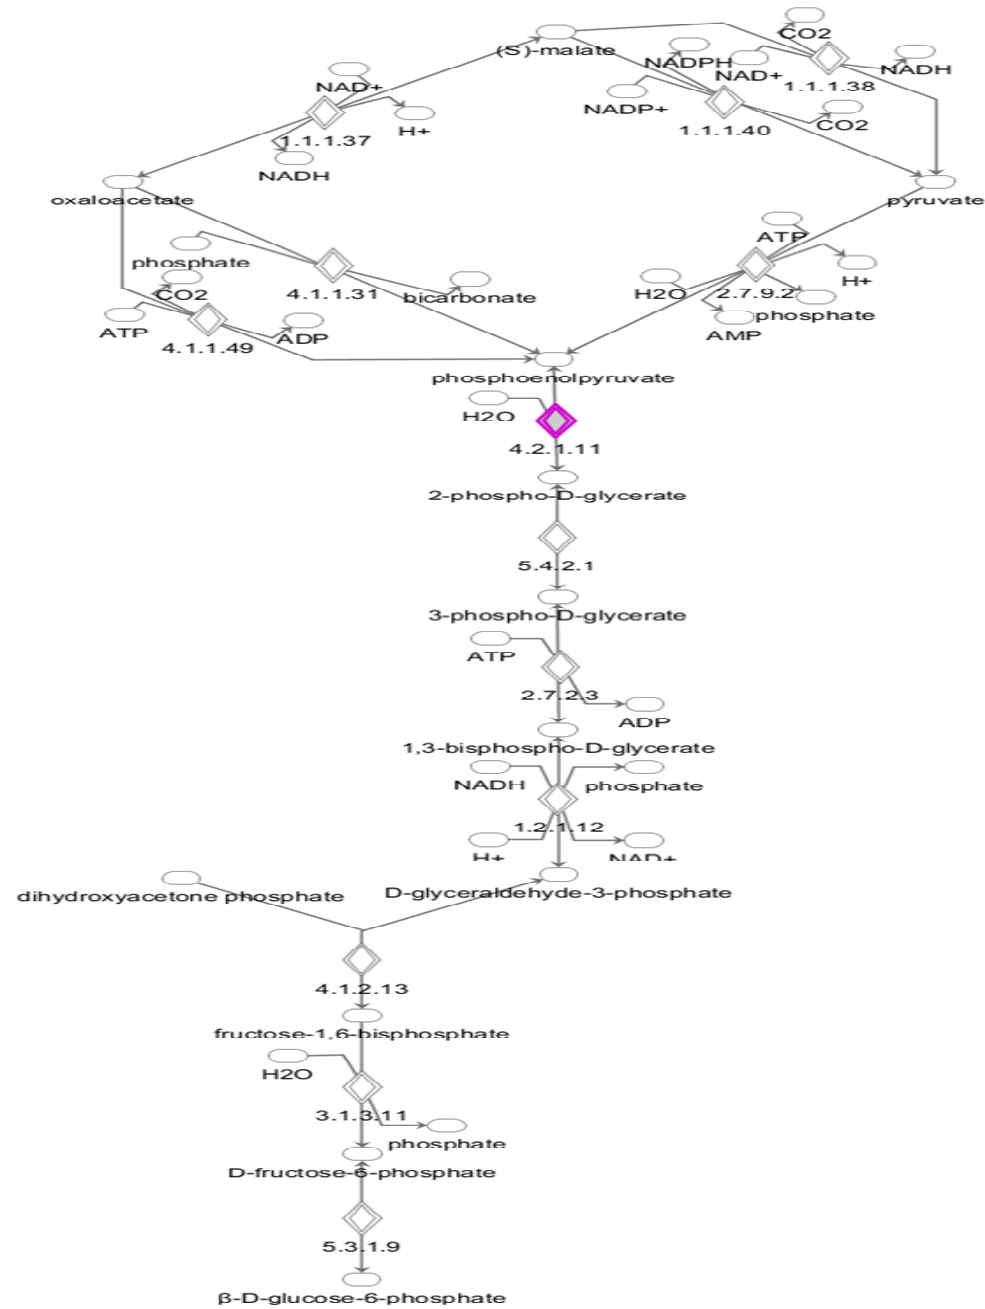 CO2
(S)-malate
NADPH
NAD+
NADH
NAD+
1.1.1.38
NADP+
CO2
H+
1.1.1.40
1.1.1.37
NADH
oxaloacetate
pyruvate
ATP
phosphate
H+
CO2
4.1.1.31
bicarbonate
H2O
2.7.9.2
phosphate
ATP
ADP
AMP
4.1.1.49
phosphoenolpyruvate
H2O
4.2.1.11
2-phospho-D-glycerate
5.4.2.1
3-phospho-D-glycerate
ATP
2.7.2.3
ADP
1,3-bisphospho-D-glycerate
NADH
phosphate
1.2.1.12
H+
NAD+
dihydroxyacetone phosphate
D-glyceraldehyde-3-phosphate
4.1.2.13
fructose-1,6-bisphosphate
H2O
3.1.3.11
phosphate
D-fructose-6-phosphate
5.3.1.9
β-D-glucose-6-phosphate